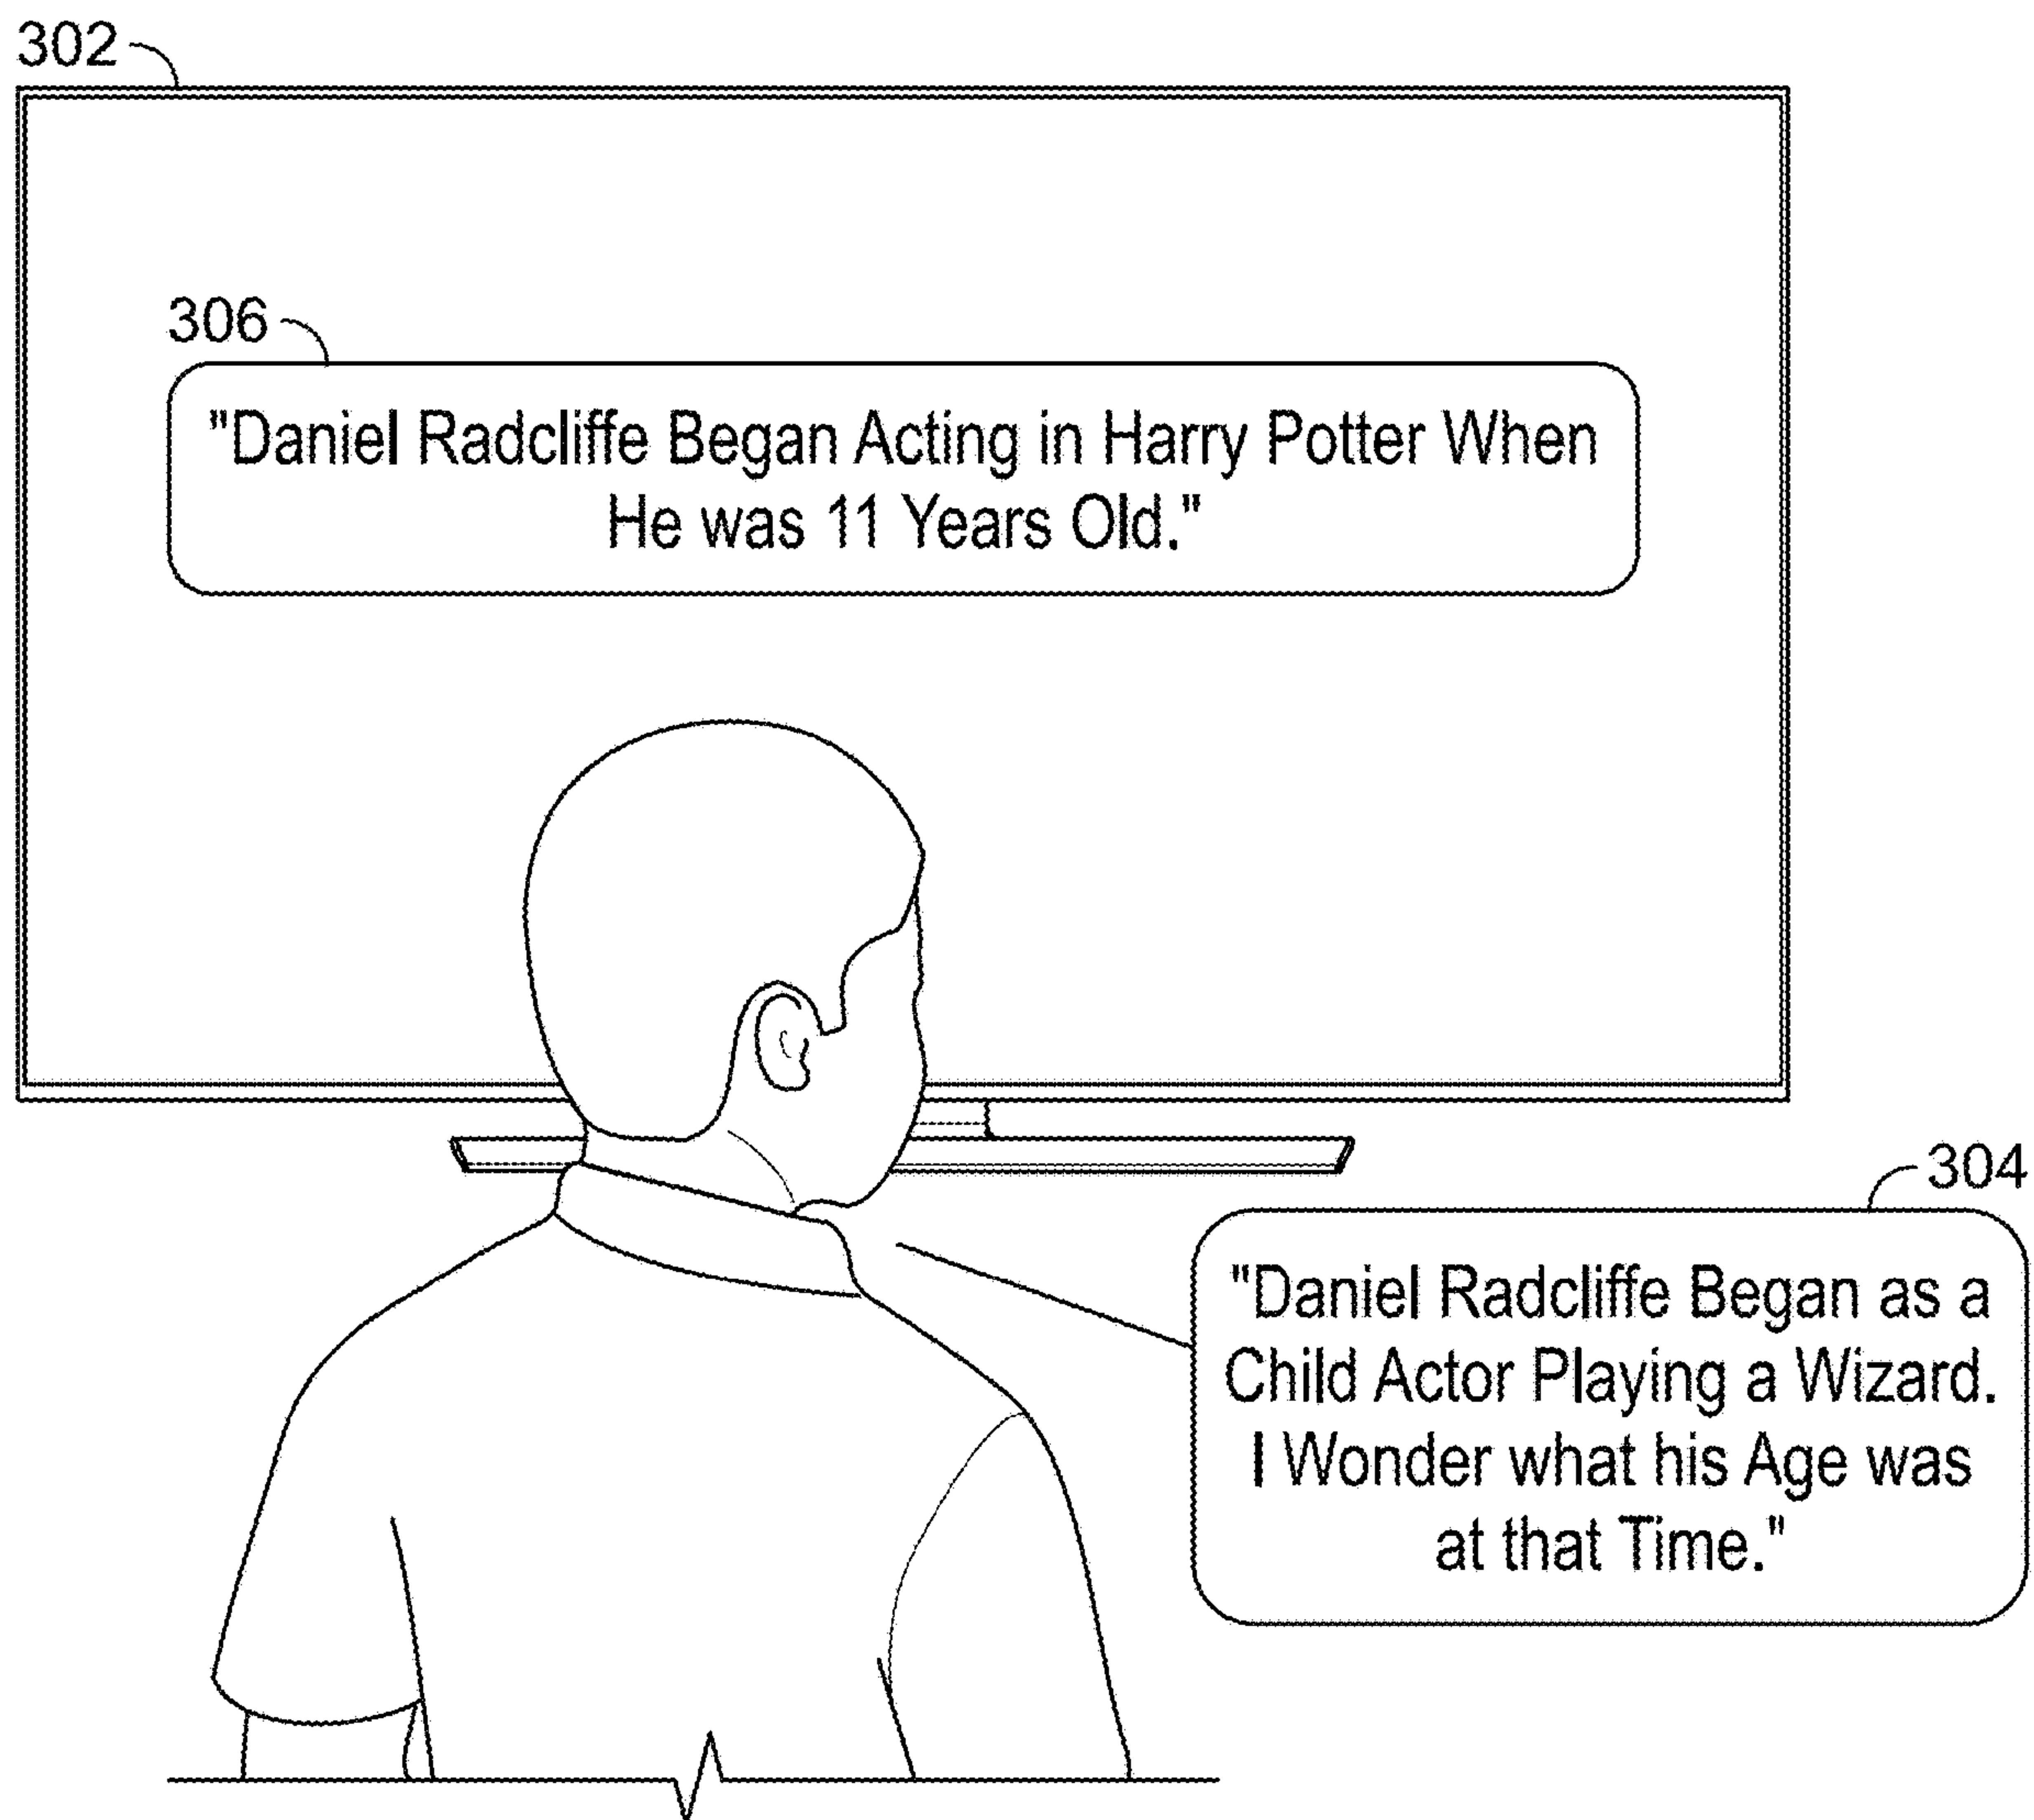 302
306
"Daniel Radcliffe Began Acting in Harry Potter When
He was 11 Years Old."
304
"Daniel Radcliffe Began as a
Child Actor Playing a Wizard.
I Wonder what his Age was
at that Time."